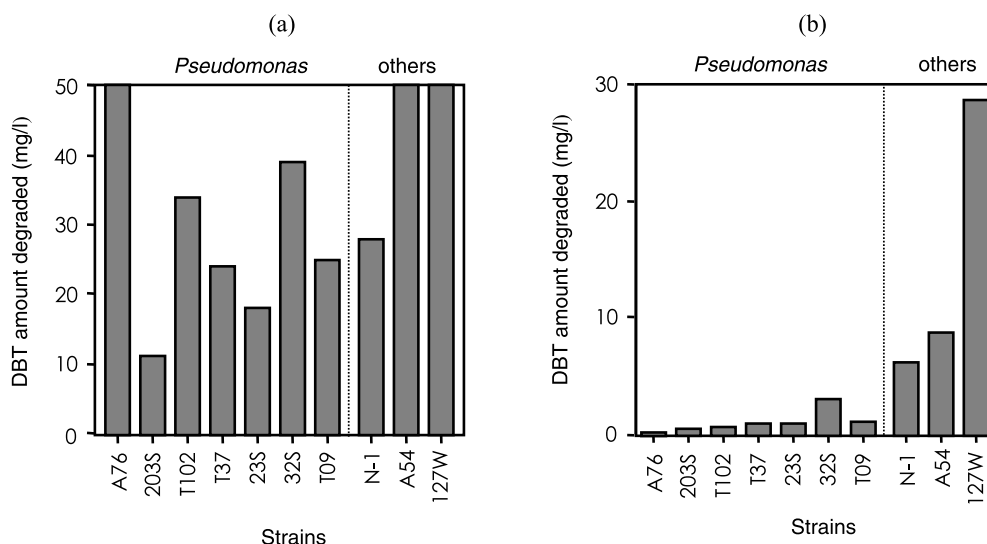 (a)
Pseudomonas others
DBT amount degraded (mg/l)
50
40
30
20
10
0
A76 203S T102 T37 23S 32S T09 N-1 A54 127W
Strains
(b)
Pseudomonas others
DBT amount degraded (mg/l)
30
20
10
0
A76 203S T102 T37 23S 32S T09 N-1 A54 127W
Strains